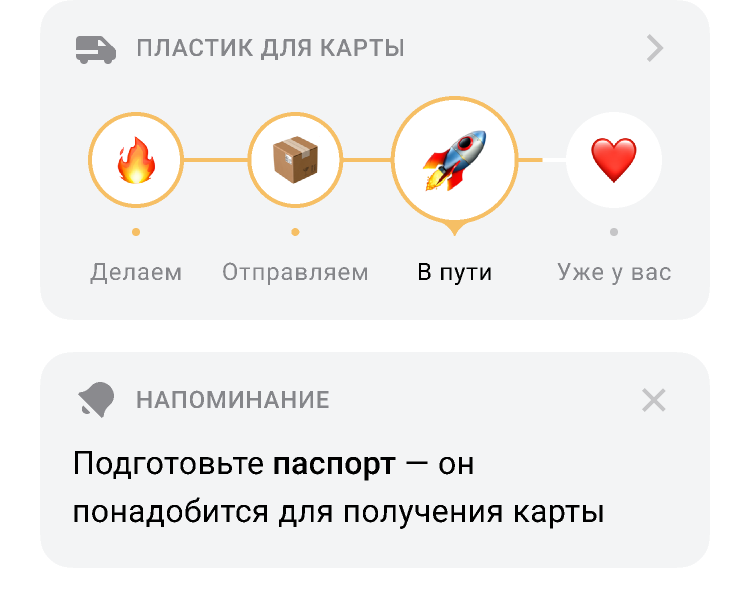 ПЛАСТИК ДЛЯ КАРТЫ
Делаем
Отправляем
В пути
Уже у вас
НАПОМИНАНИЕ
Подготовьте паспорт — он
понадобится для получения карты